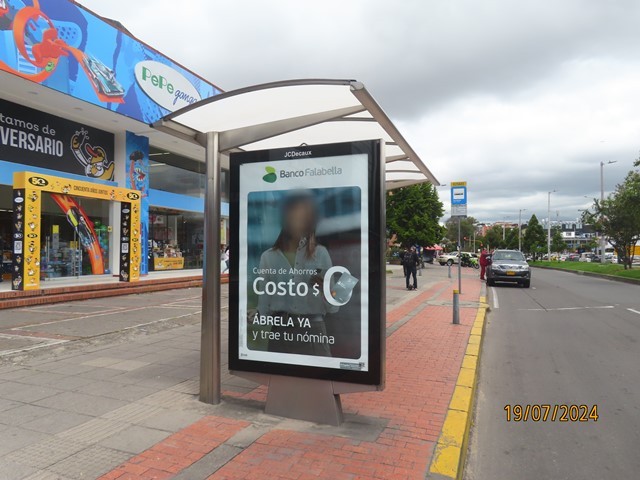 PePe
ganga
tamos de
VERSARIO
JCDecaux
Banco Falabella
Cuenta de Ahorros
Costo $0
ÁBRELA YA
y trae tu nómina
19/07/2024